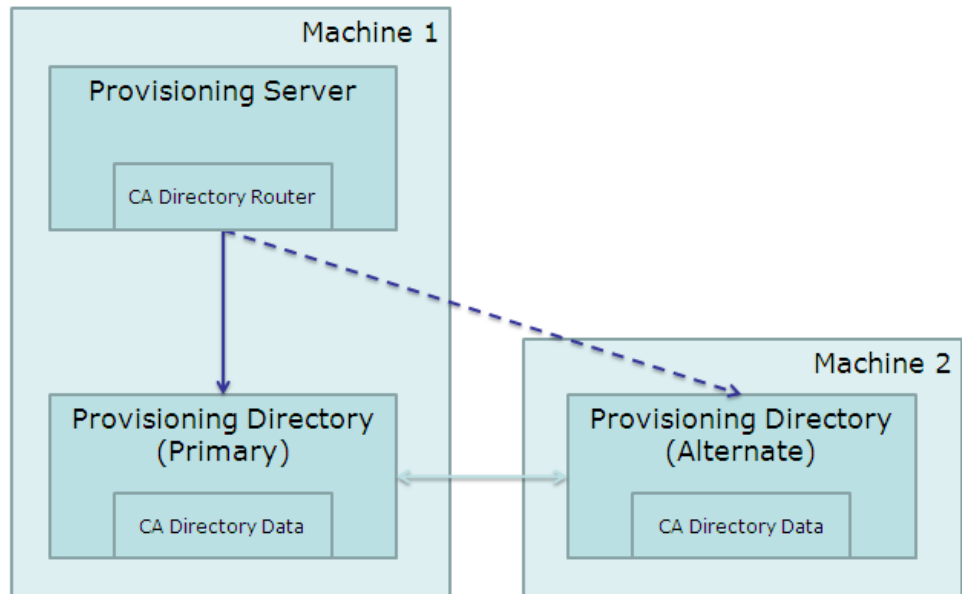 Machine 1
Provisioning Server
CA Directory Router
Provisioning Directory
(Primary)
CA Directory Data
Machine 2
Provisioning Directory
(Alternate)
CA Directory Data